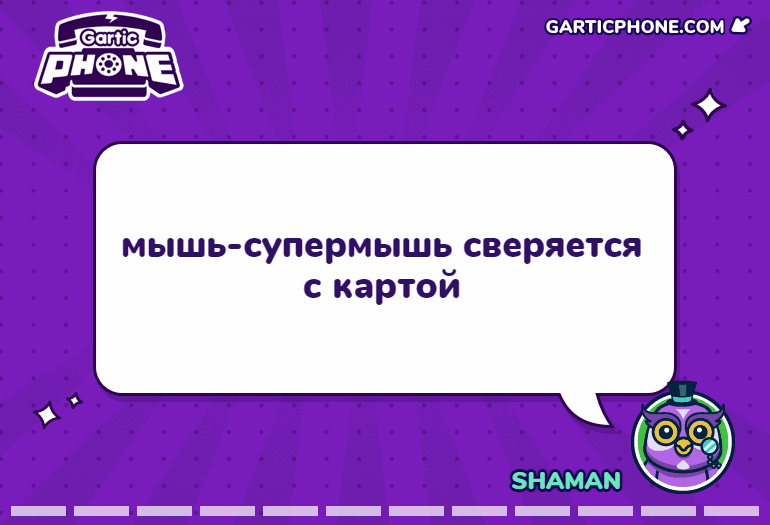 Gartic
PHONE
GARTICPHONE.COM
мышь-супермышь сверяется
с картой
SHAMAN